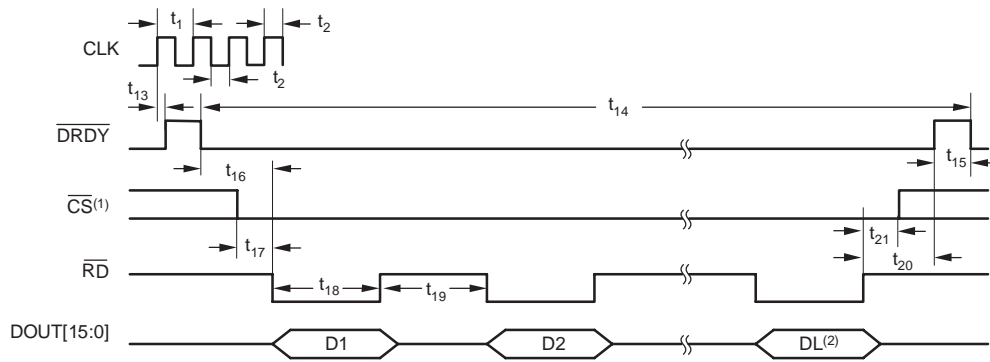 t1 t2
CLK
t2
t13
t14
DRDY
t16 t15
CS(1)
t17 t21
t20
RD
t18 t19
DOUT[15:0] D1 D2 DL(2)